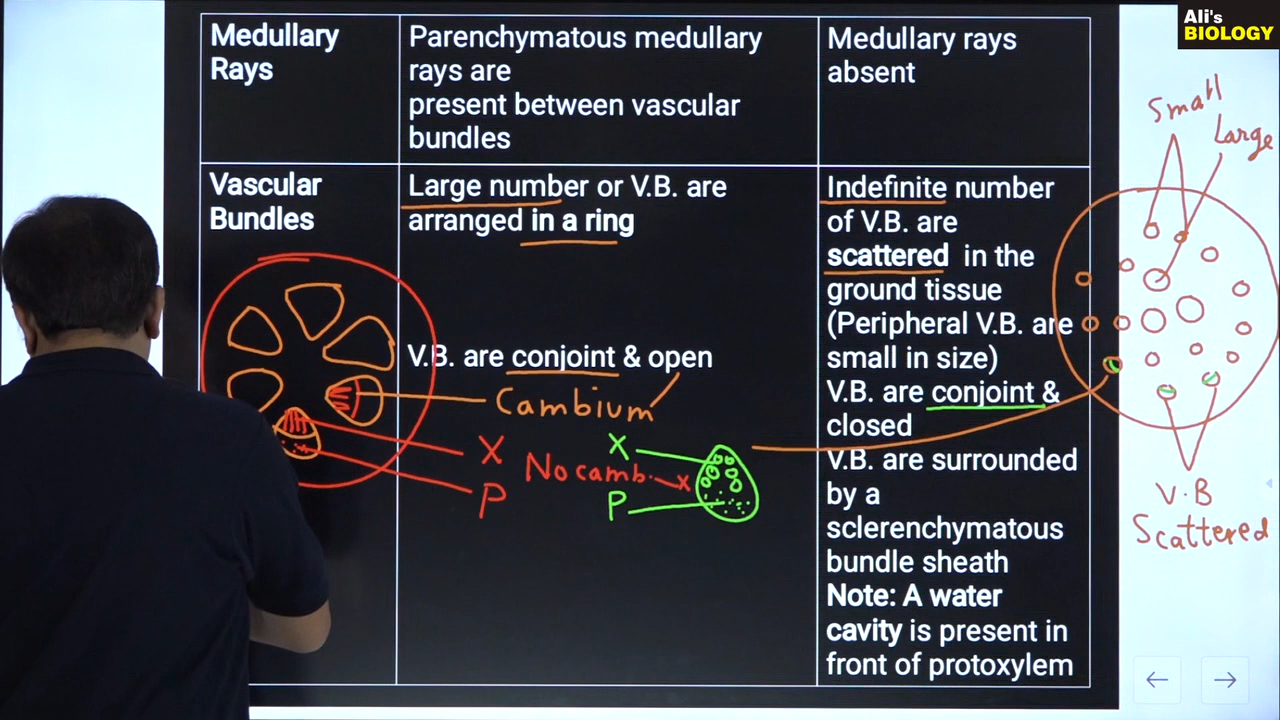 Ali's
BIOLOGY
Medullary
Rays
Parenchymatous medullary
rays are
present between vascular
bundles
Medullary rays
absent
Small
Large
Vascular
Bundles
Large number or V.B. are
arranged in a ring
V.B. are conjoint & open
Cambium
X
P
No camb.
X
X
P
Indefinite number
of V.B. are
scattered in the
ground tissue
(Peripheral V.B. are
small in size)
V.B. are conjoint &
closed
V.B. are surrounded
by a
sclerenchymatous
bundle sheath
Note: A water
cavity is present in
front of protoxylem
V.B
Scattered